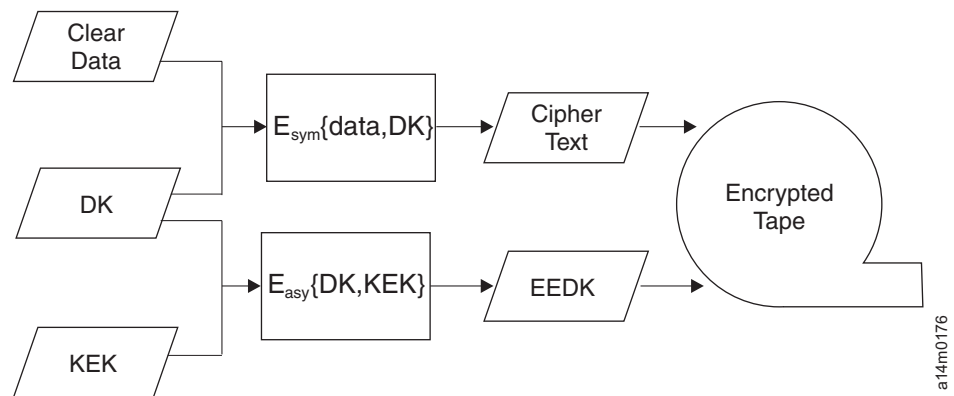 Clear
Data
E_sym{data,DK}
Cipher
Text
DK
Encrypted
Tape
E_asy{DK,KEK}
EEDK
KEK
a14m0176